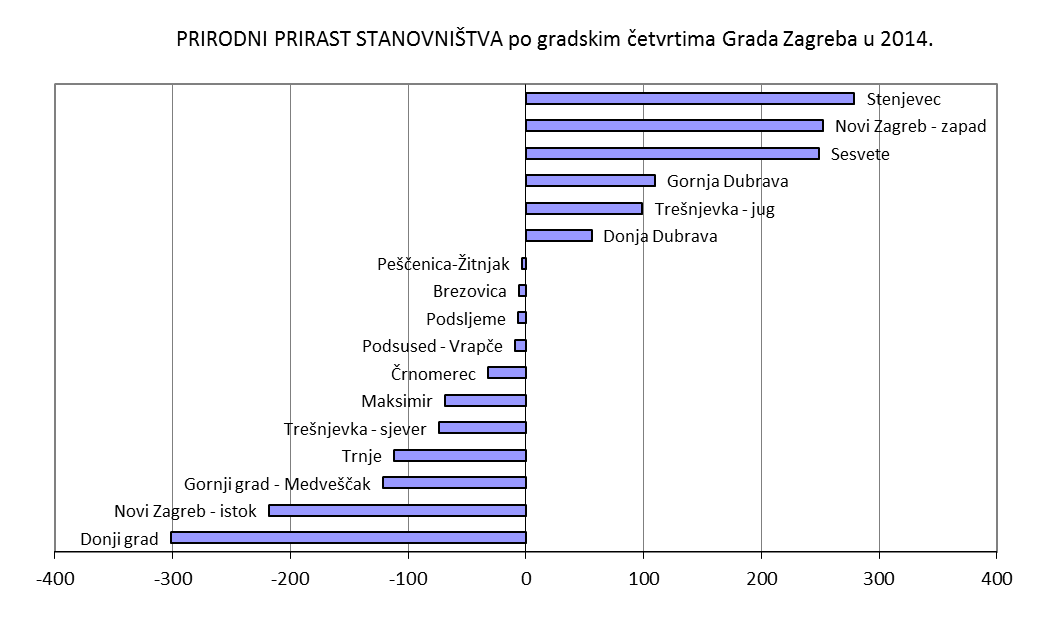 PRIRODNI PRIRAST STANOVNIŠTVA po gradskim četvrtima Grada Zagreba u 2014.
Stenjevec
Novi Zagreb - zapad
Sesvete
Gornja Dubrava
Trešnjevka - jug
Donja Dubrava
Peščenica-Žitnjak
Brezovica
Podsljeme
Podsused - Vrapče
Črnomerec
Maksimir
Trešnjevka - sjever
Trnje
Gornji grad - Medveščak
Novi Zagreb - istok
Donji grad
-400 -300 -200 -100 0 100 200 300 400